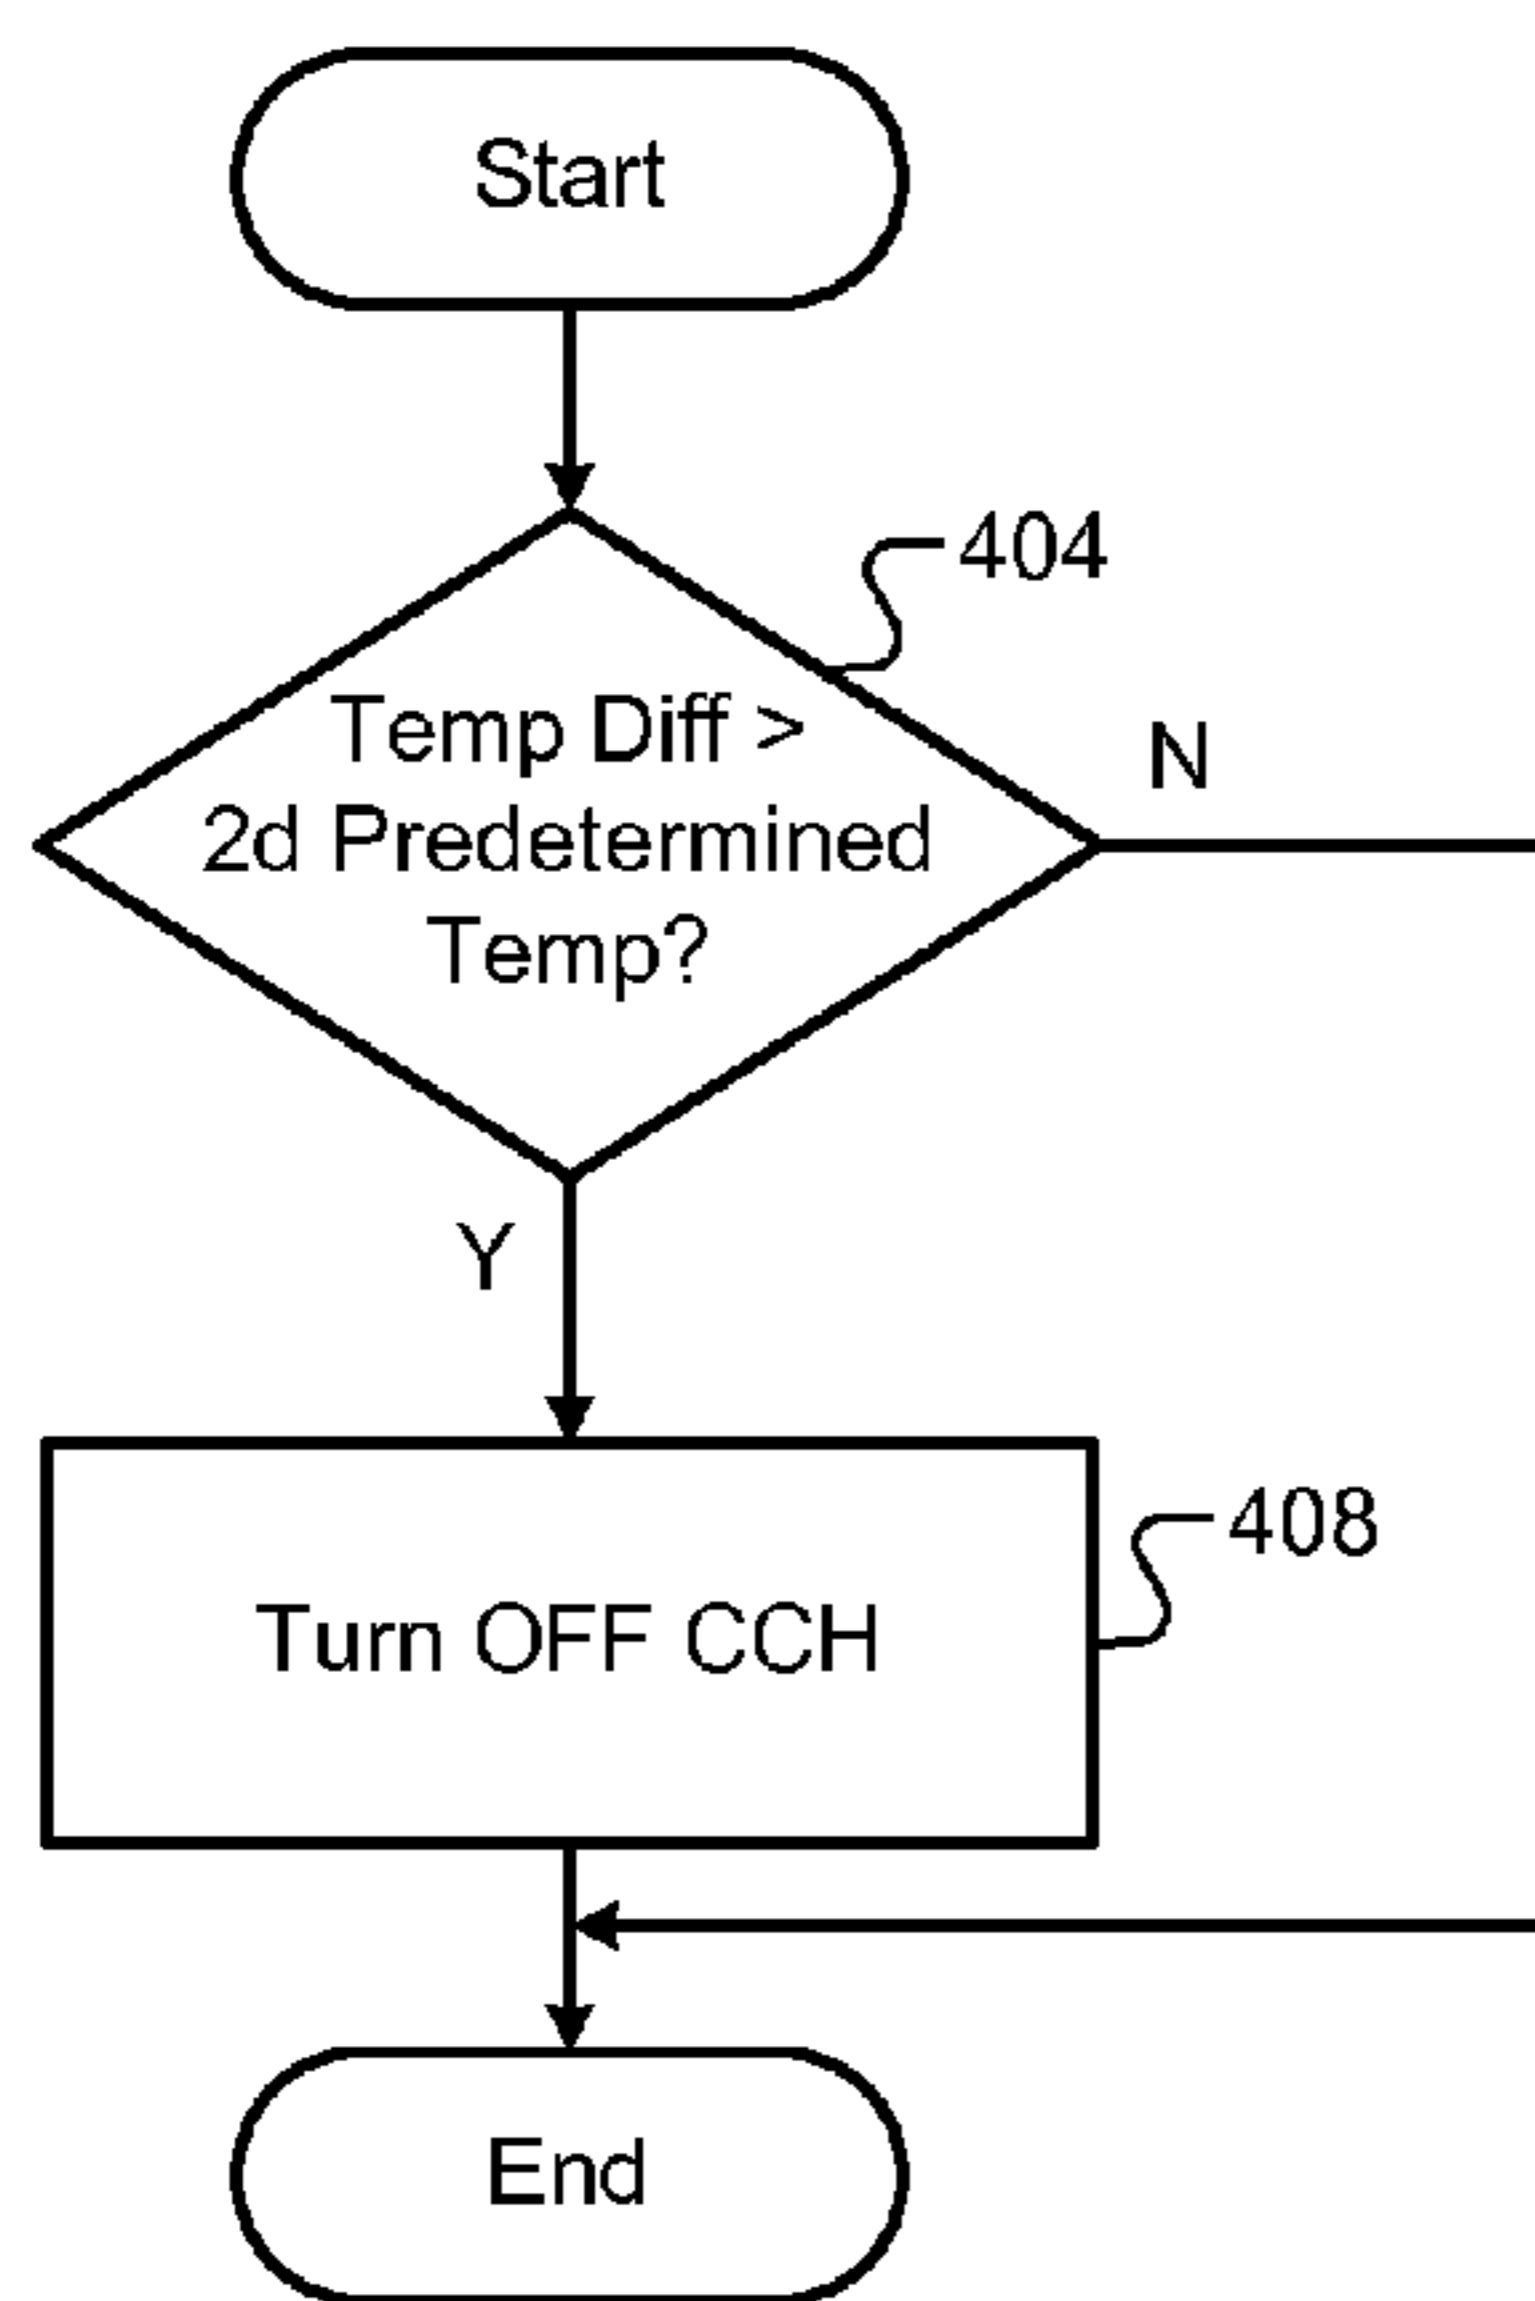 Start
404
Temp Diff >
2d Predetermined
Temp?
N
Y
408
Turn OFF CCH
End